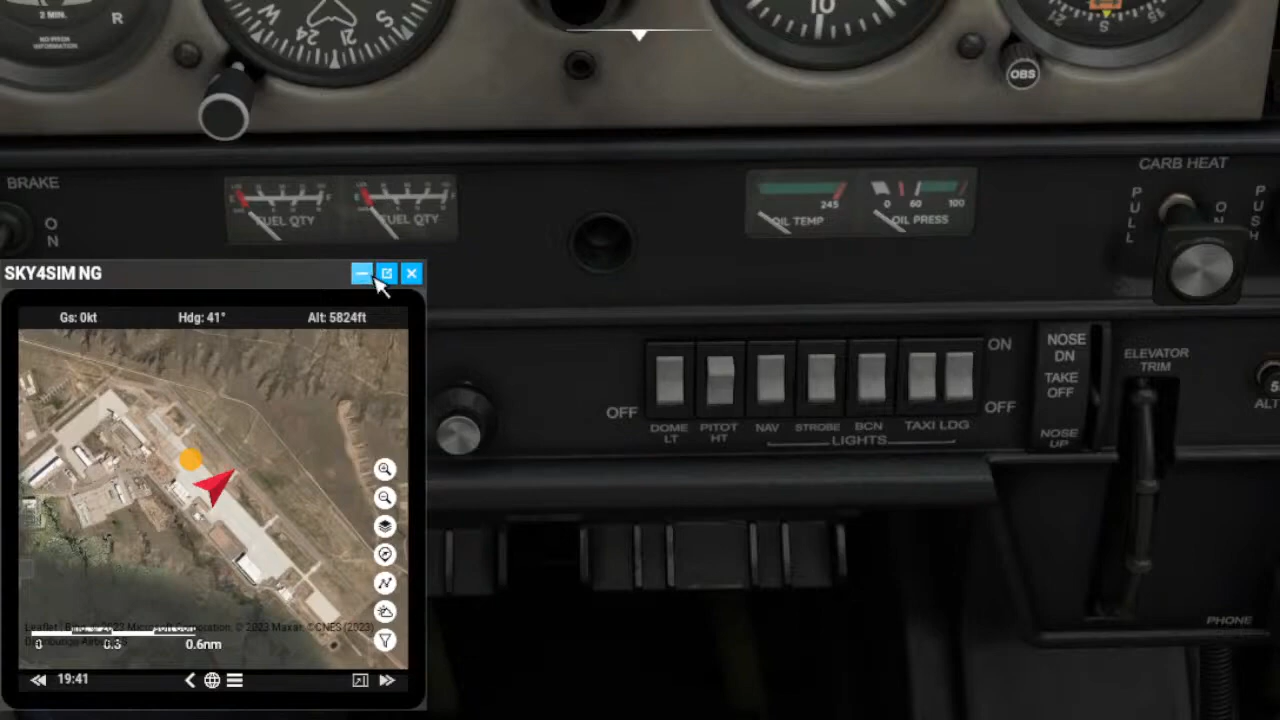 2 MIN.
R
NO PITCH
INFORMATION
W
24
21
S
10
S
15
OBS
BRAKE
O
N
FUEL QTY
FUEL QTY
245
OIL TEMP
0 60 100
OIL PRESS
CARB HEAT
PULL
ON
PUSH
SKY4SIM NG
Gs: 0kt
Hdg: 41°
Alt: 5824ft
0
0.3
0.6nm
19:41
OFF
ON
OFF
DOME
LT
PITOT
HT
NAV
STROBE
BCN
TAXI LDG
LIGHTS
NOSE
DN
TAKE
OFF
NOSE
UP
ELEVATOR
TRIM
5
ALT
PHONE